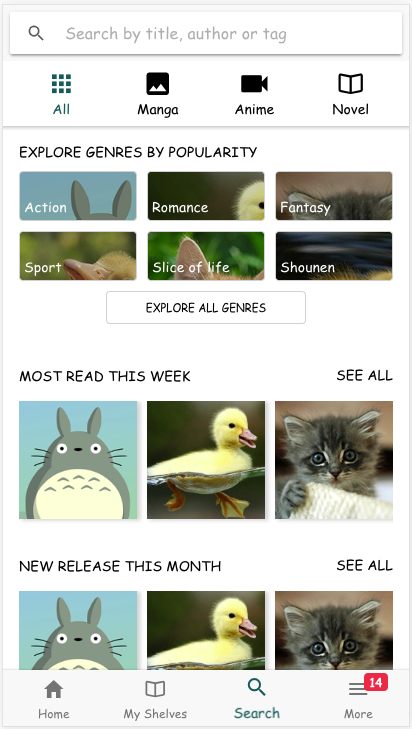 Search by title, author or tag
All Manga Anime Novel
EXPLORE GENRES BY POPULARITY
Action Romance Fantasy
Sport Slice of life Shounen
EXPLORE ALL GENRES
MOST READ THIS WEEK SEE ALL
NEW RELEASE THIS MONTH SEE ALL
14
Home My Shelves Search More